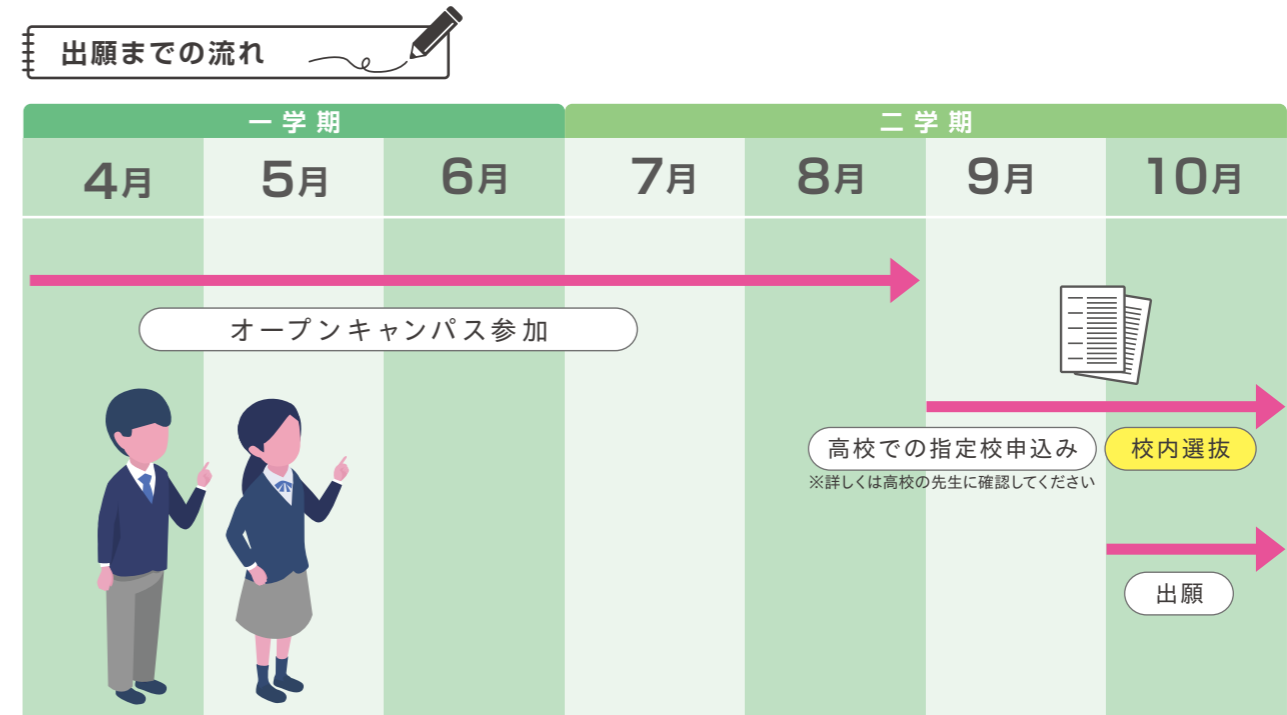 出願までの流れ
一学期 二学期
4月 5月 6月 7月 8月 9月 10月
オープンキャンパス参加
高校での指定校申込み 校内選抜
※詳しくは高校の先生に確認してください
出願